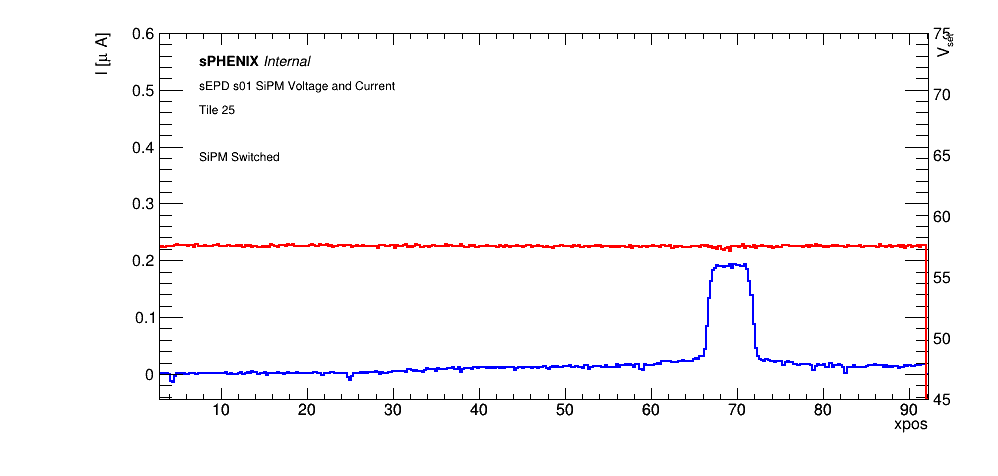 I [μ A]
0.6
0.5
0.4
0.3
0.2
0.1
0
sPHENIX Internal
sEPD s01 SiPM Voltage and Current
Tile 25
SiPM Switched
75
V set
70
65
60
55
50
45
10 20 30 40 50 60 70 80 90
xpos